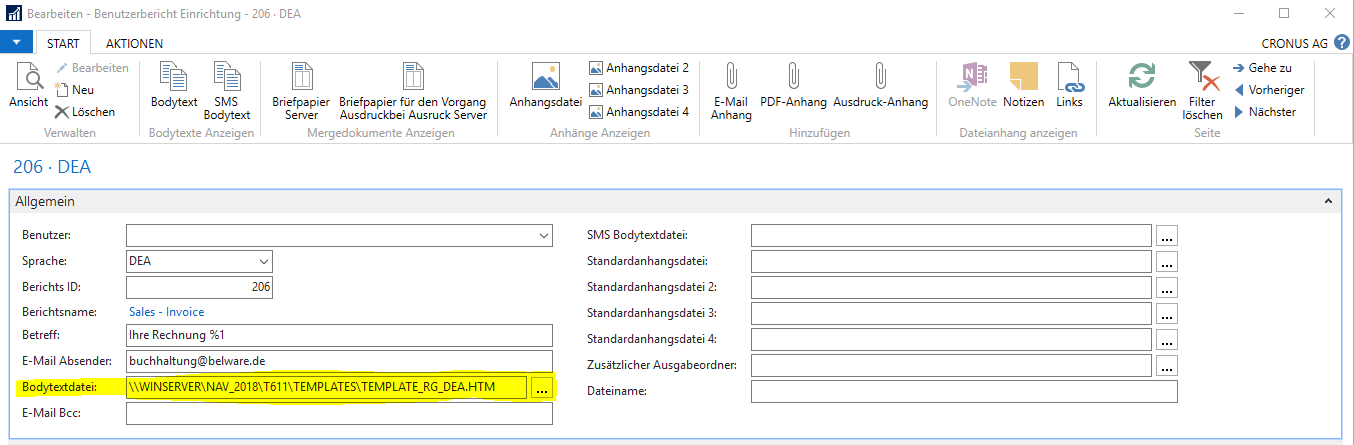 Bearbeiten - Benutzerbericht Einrichtung - 206 · DEA
START AKTIONEN CRONUS AG ?
Ansicht
Bearbeiten
Neu
Löschen
Verwalten
Bodytext
SMS
Bodytext
Bodytexte Anzeigen
Briefpapier
Server
Briefpapier für den Vorgang
Ausdruckbei Ausruck Server
Mergedokumente Anzeigen
Anhangsdatei
Anhangsdatei 2
Anhangsdatei 3
Anhangsdatei 4
Anhänge Anzeigen
E-Mail
Anhang
PDF-Anhang
Ausdruck-Anhang
Hinzufügen
OneNote
Notizen
Links
Dateianhang anzeigen
Aktualisieren
Filter
löschen
Gehe zu
Vorheriger
Nächster
Seite
206 · DEA
Allgemein
Benutzer:
Sprache: DEA
Berichts ID: 206
Berichtsname: Sales - Invoice
Betreff: Ihre Rechnung %1
E-Mail Absender: buchhaltung@belware.de
Bodytextdatei: \\WINSERVER\NAV_2018\T611\TEMPLATES\TEMPLATE_RG_DEA.HTM ...
E-Mail Bcc:
SMS Bodytextdatei: ...
Standardanhangsdatei: ...
Standardanhangsdatei 2: ...
Standardanhangsdatei 3: ...
Standardanhangsdatei 4: ...
Zusätzlicher Ausgabeordner: ...
Dateiname: